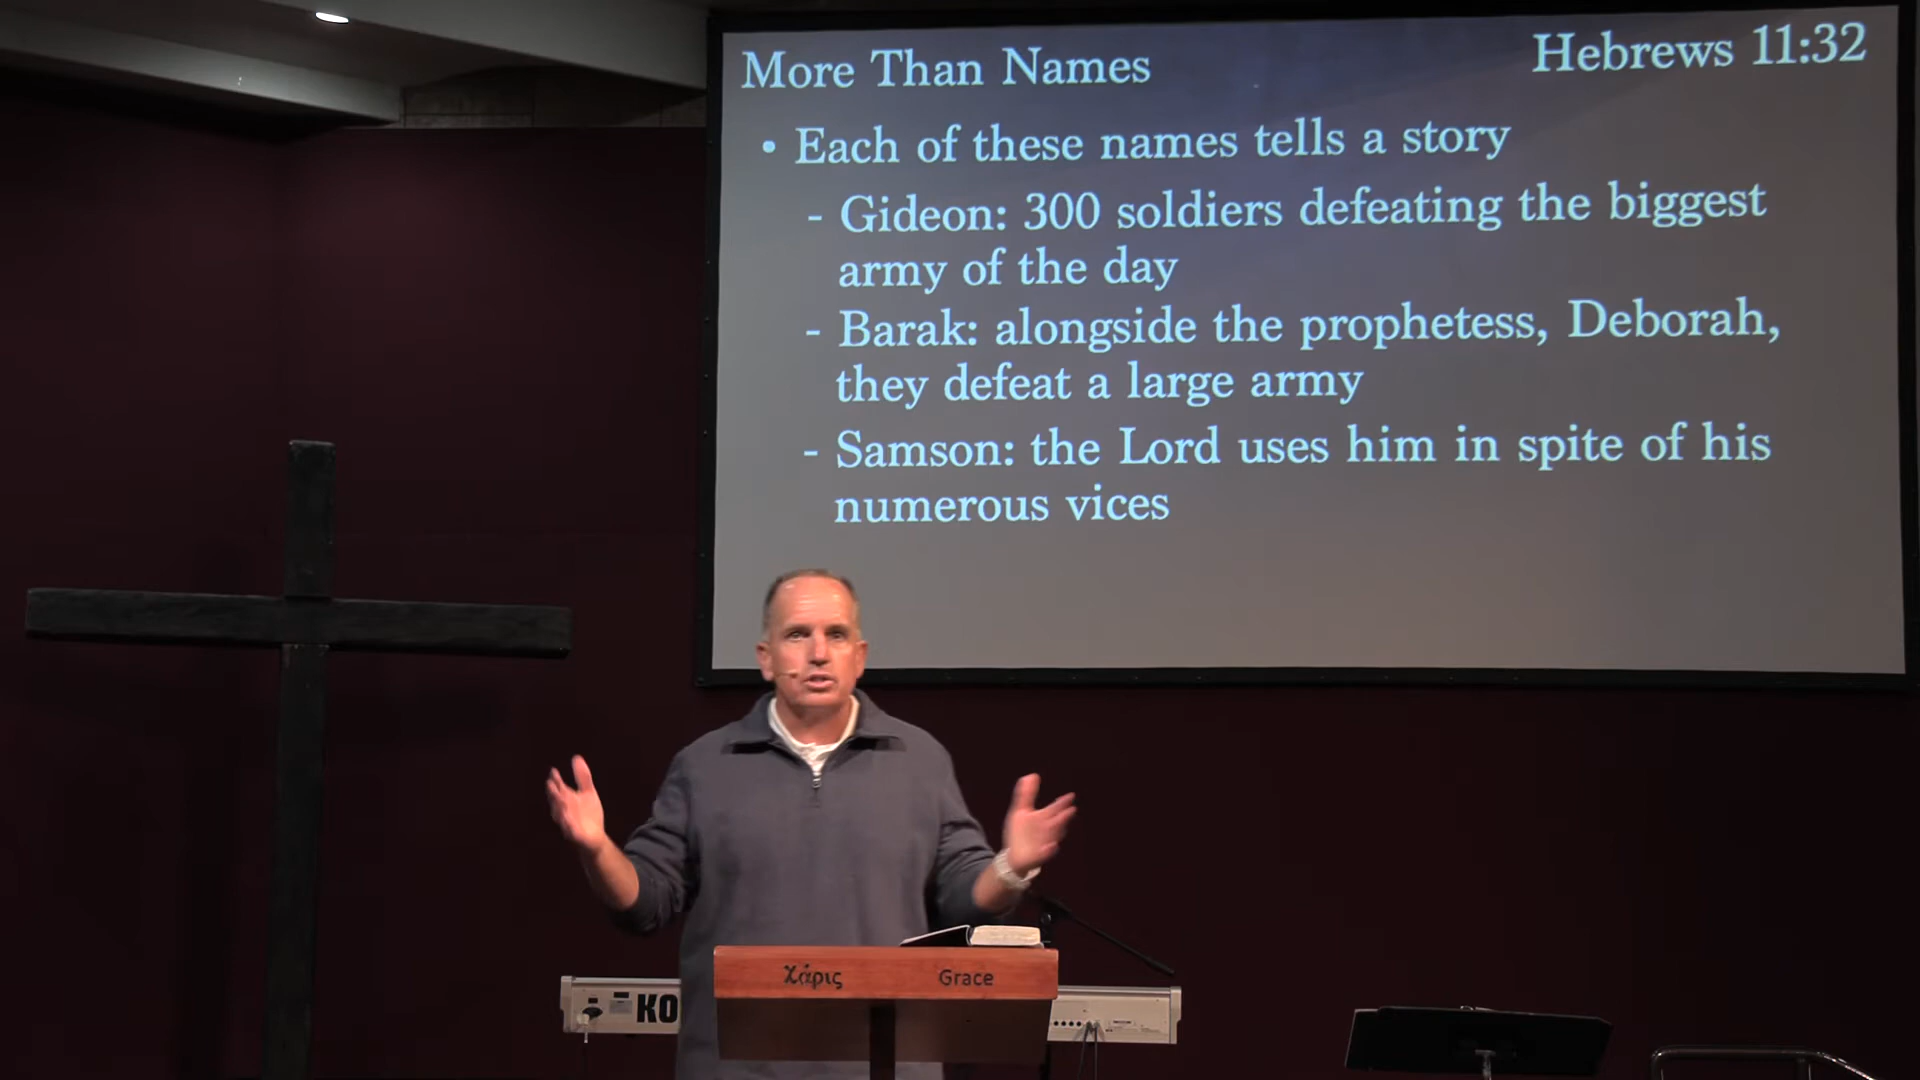 More Than Names
Hebrews 11:32
• Each of these names tells a story
- Gideon: 300 soldiers defeating the biggest
army of the day
- Barak: alongside the prophetess, Deborah,
they defeat a large army
- Samson: the Lord uses him in spite of his
numerous vices
Χάρις
Grace
KO